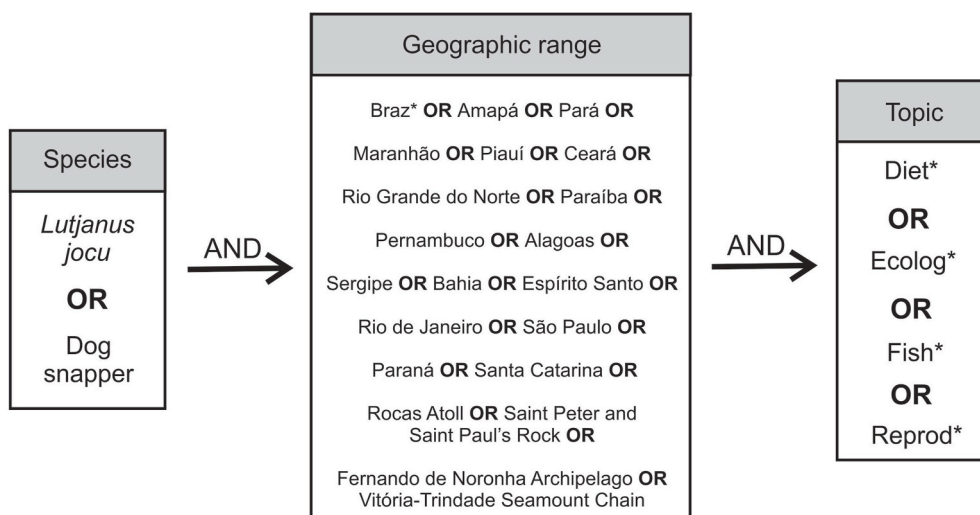 Species
Lutjanus
jocu
OR
Dog
snapper
AND
Geographic range
Braz* OR Amapá OR Pará OR
Maranhão OR Piauí OR Ceará OR
Rio Grande do Norte OR Paraíba OR
Pernambuco OR Alagoas OR
Sergipe OR Bahia OR Espírito Santo OR
Rio de Janeiro OR São Paulo OR
Paraná OR Santa Catarina OR
Rocas Atoll OR Saint Peter and
Saint Paul's Rock OR
Fernando de Noronha Archipelago OR
Vitória-Trindade Seamount Chain
AND
Topic
Diet*
OR
Ecolog*
OR
Fish*
OR
Reprod*